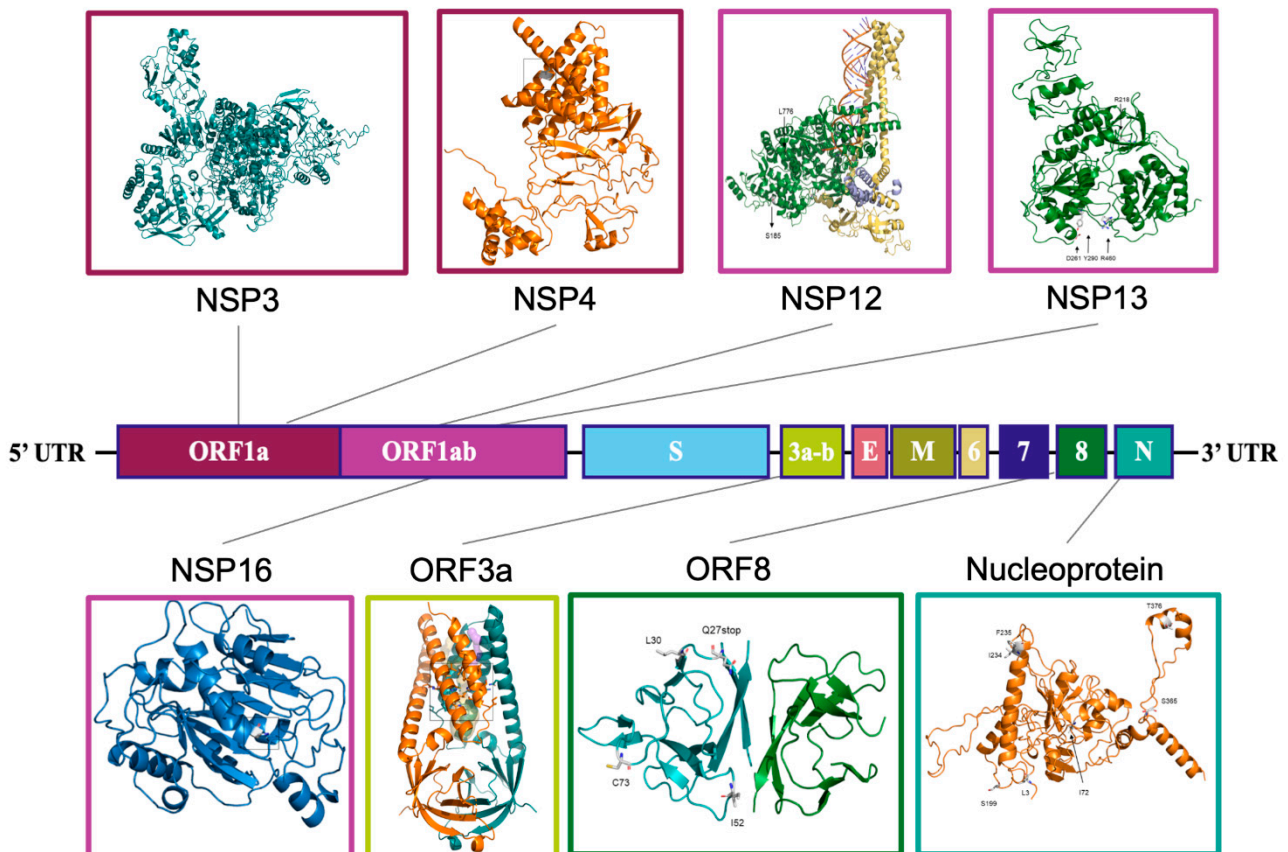 L776
S185
R218
D261 Y290 R460
NSP3
NSP4
NSP12
NSP13
5’ UTR
ORF1a
ORF1ab
S
3a-b
E
M
6
7
8
N
3’ UTR
NSP16
ORF3a
ORF8
Nucleoprotein
L30
Q27stop
C73
I52
F235
I234
T376
S365
S199
L3
I72